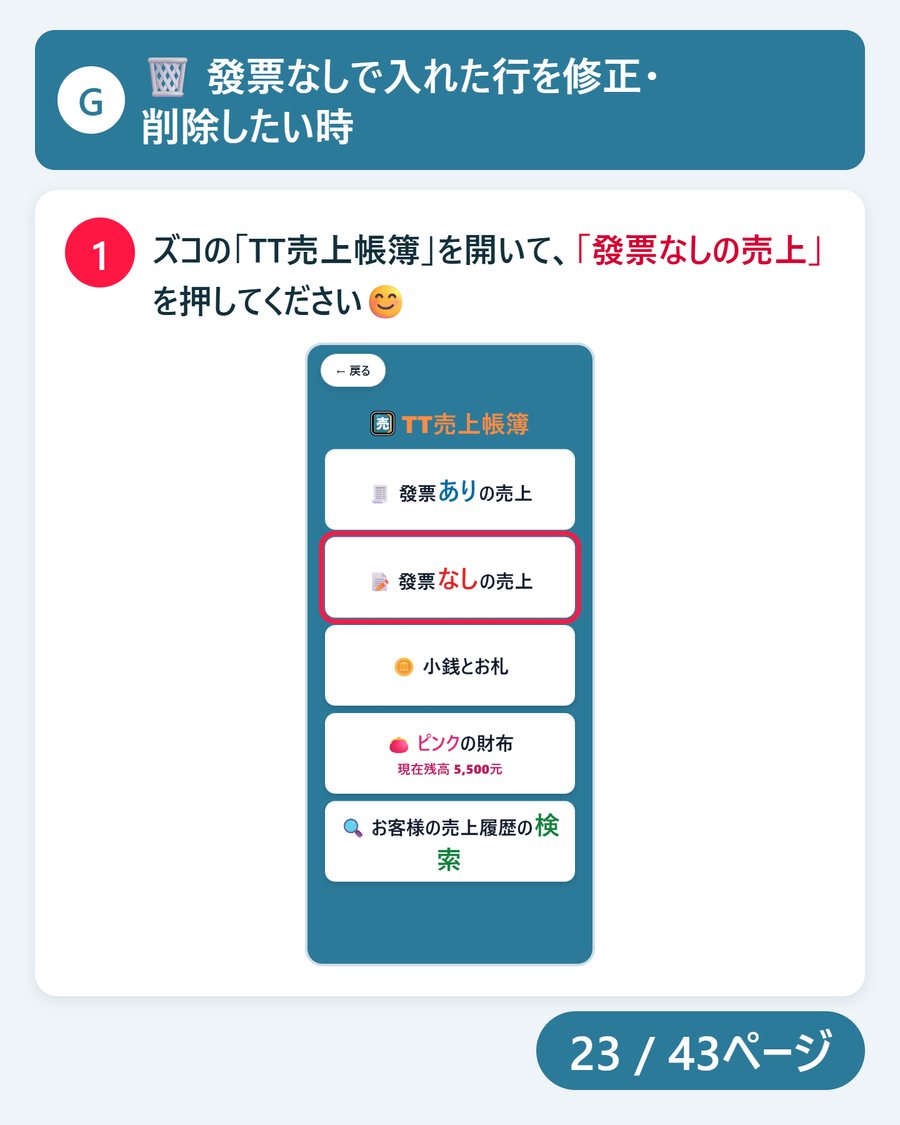 G
發票なしで入れた行を修正・
削除したい時
1
ズコの「TT売上帳簿」を開いて、「發票なしの売上」
を押してください
← 戻る
売 TT売上帳簿
發票ありの売上
發票なしの売上
小銭とお札
ピンクの財布
現在残高 5,500元
お客様の売上履歴の検
索
23 / 43ページ